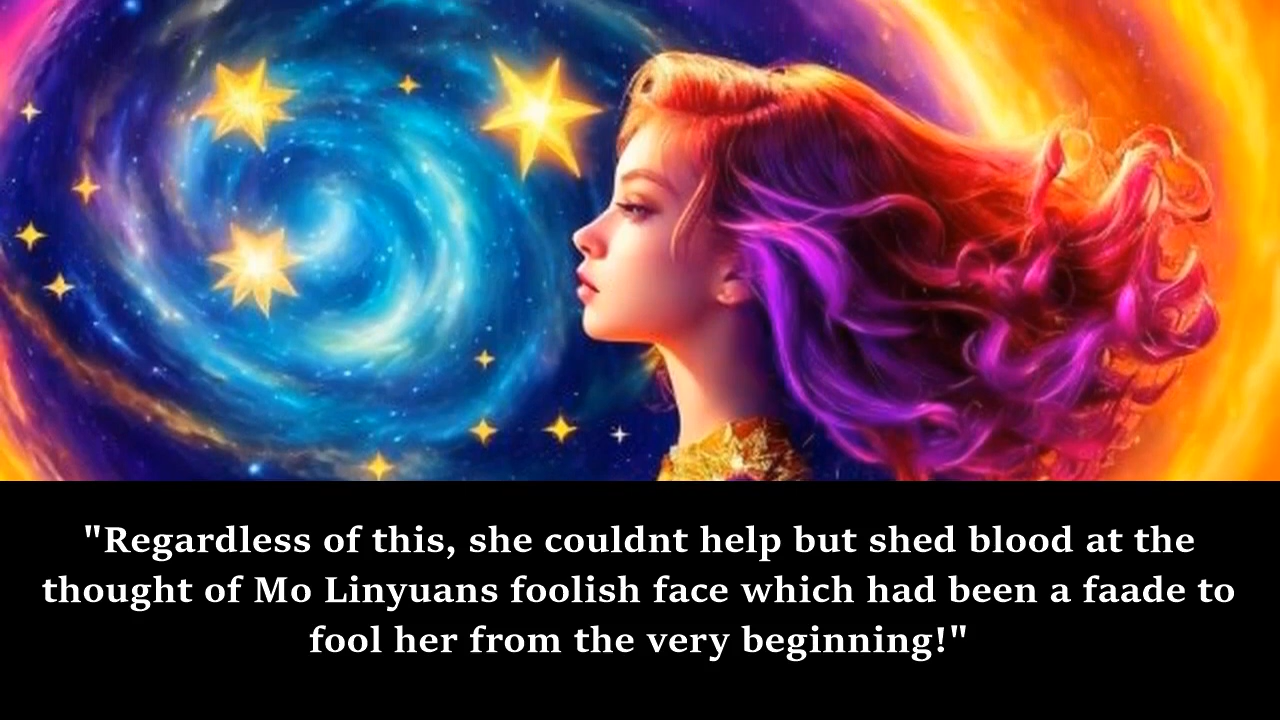 "Regardless of this, she couldnt help but shed blood at the
thought of Mo Linyuans foolish face which had been a faade to
fool her from the very beginning!"